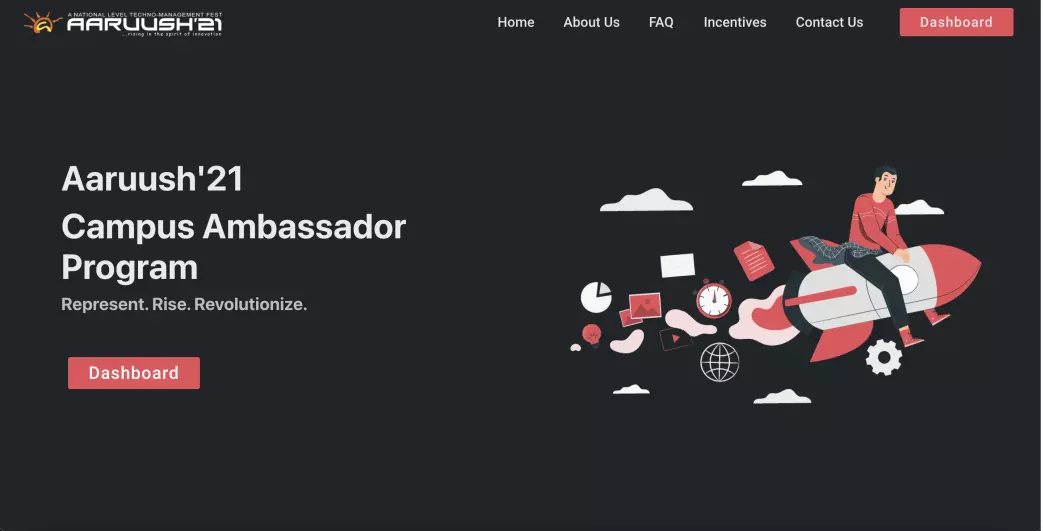 A NATIONAL LEVEL TECHNO-MANAGEMENT FEST
AARUUSH'21
...rising in the spirit of innovation
Home
About Us
FAQ
Incentives
Contact Us
Dashboard
Aaruush'21
Campus Ambassador
Program
Represent. Rise. Revolutionize.
Dashboard